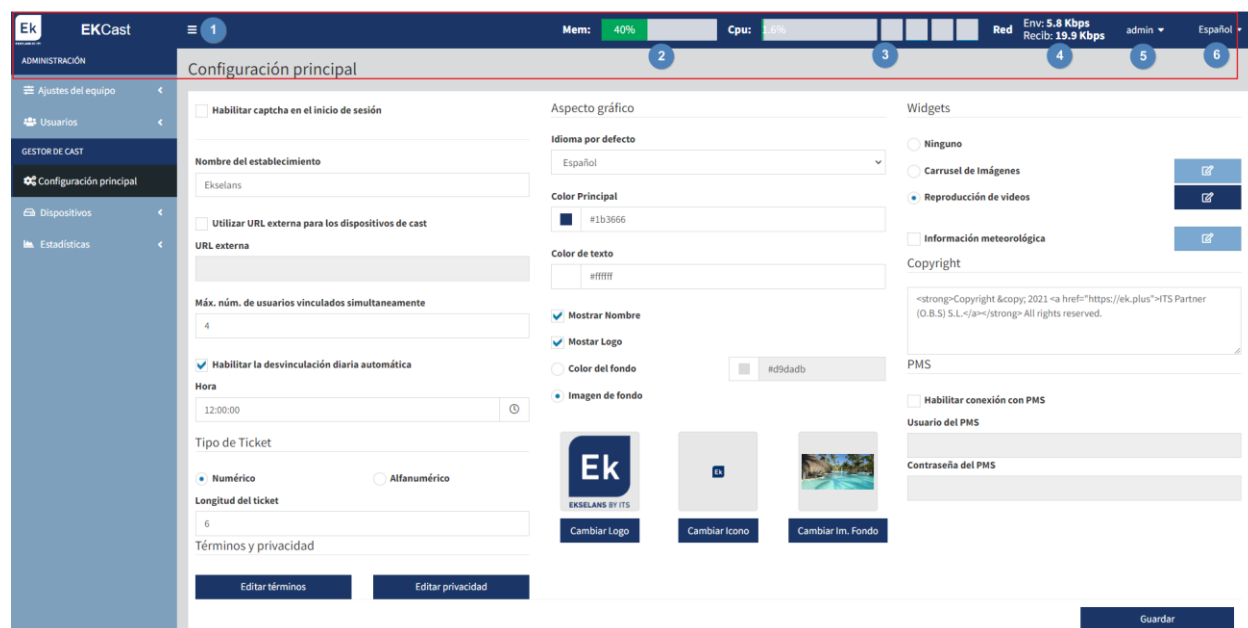 Ek
EKSELANS BY ITS
EKCast
1
Mem: 40%
Cpu: 1.6%
Red
Env: 5.8 Kbps
Recib: 19.9 Kbps
admin
Español
2
3
4
5
6
ADMINISTRACIÓN
Ajustes del equipo
Usuarios
GESTOR DE CAST
Configuración principal
Dispositivos
Estadísticas
Configuración principal
Habilitar captcha en el inicio de sesión
Nombre del establecimiento
Ekselans
Utilizar URL externa para los dispositivos de cast
URL externa
Máx. núm. de usuarios vinculados simultaneamente
4
Habilitar la desvinculación diaria automática
Hora
12:00:00
Tipo de Ticket
Numérico
Alfanumérico
Longitud del ticket
6
Términos y privacidad
Editar términos
Editar privacidad
Aspecto gráfico
Idioma por defecto
Español
Color Principal
#1b3666
Color de texto
#ffffff
Mostrar Nombre
Mostar Logo
Color del fondo
#d9dadb
Imagen de fondo
Ek
EKSELANS BY ITS
Ek
Cambiar Logo
Cambiar Icono
Cambiar Im. Fondo
Widgets
Ninguno
Carrusel de Imágenes
Reproducción de videos
Información meteorológica
Copyright
<strong>Copyright &copy; 2021 <a href="https://ek.plus">ITS Partner
(O.B.S) S.L.</a></strong> All rights reserved.
PMS
Habilitar conexión con PMS
Usuario del PMS
Contraseña del PMS
Guardar